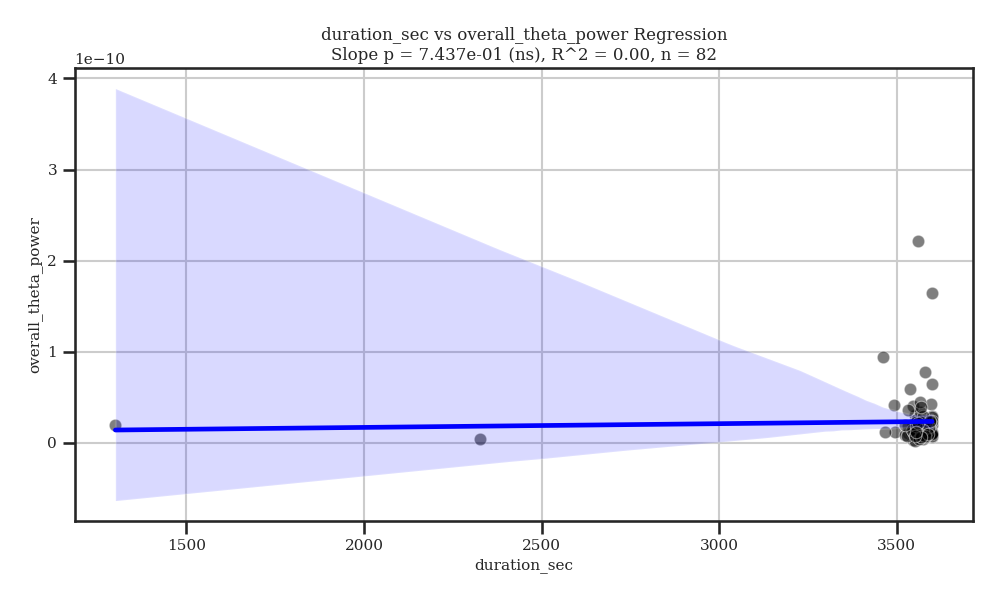 duration_sec vs overall_theta_power Regression
Slope p = 7.437e-01 (ns), R^2 = 0.00, n = 82
1e−10
4
3
2
1
0
overall_theta_power
1500
2000
2500
3000
3500
duration_sec